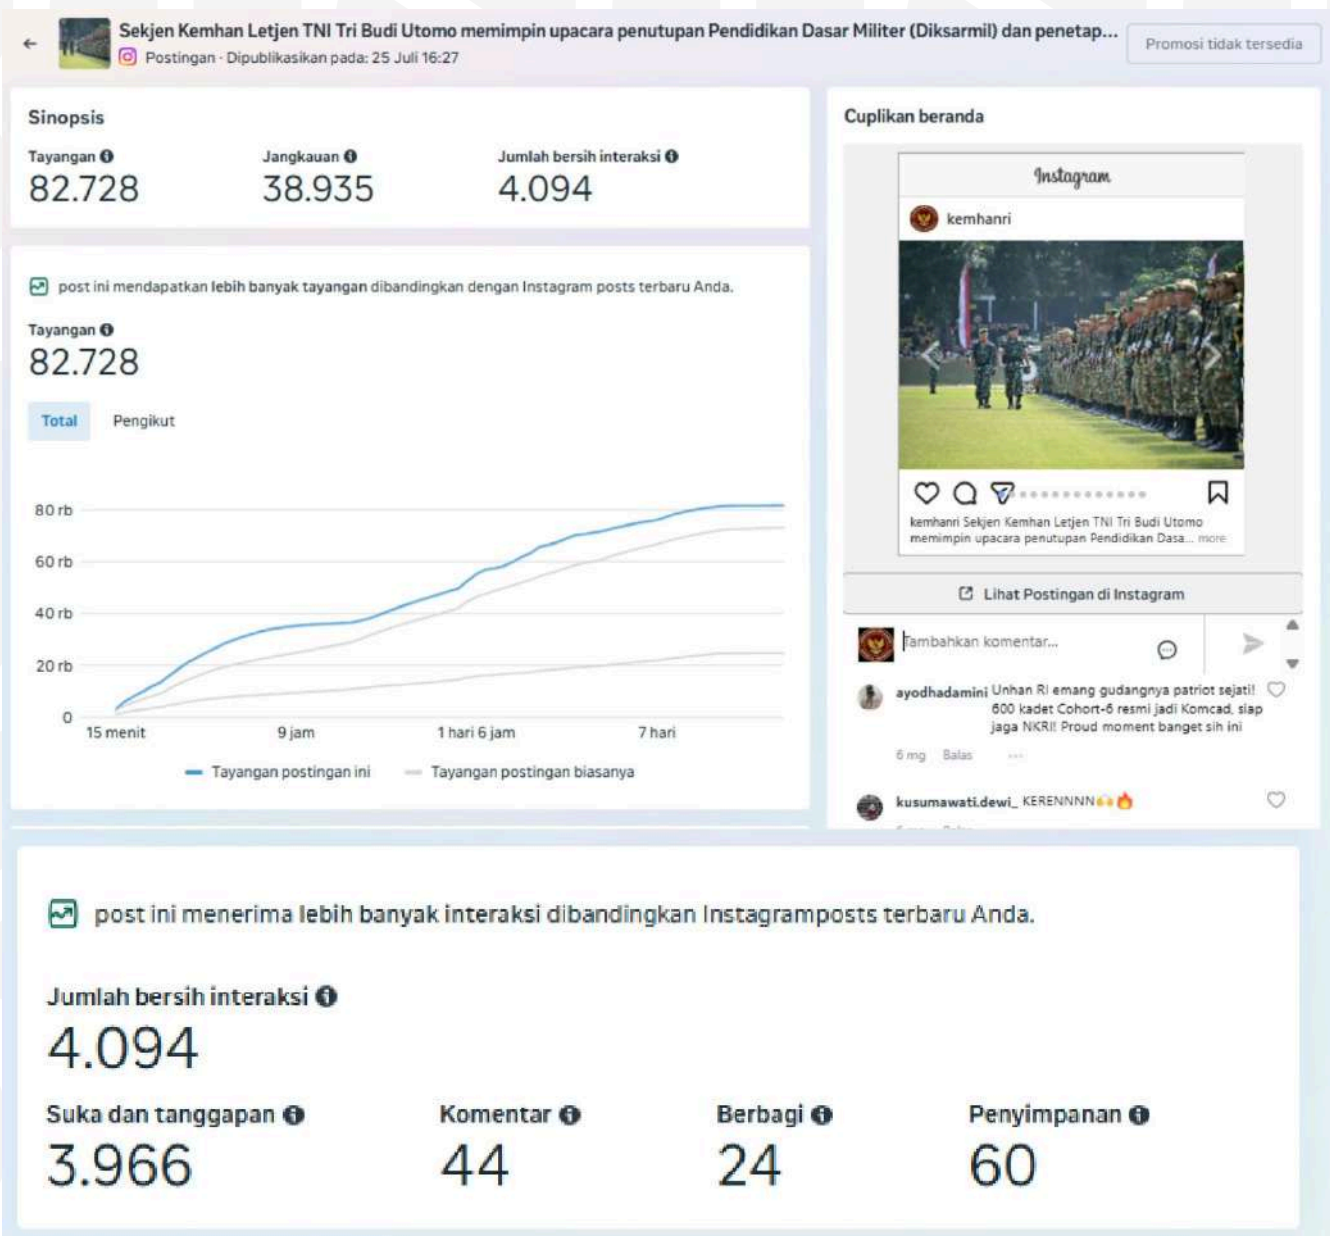 Sekjen Kemhan Letjen TNI Tri Budi Utomo memimpin upacara penutupan Pendidikan Dasar Militer (Diksarmil) dan penetap...
Postingan · Dipublikasikan pada: 25 Juli 16:27
Promosi tidak tersedia
Sinopsis
Tayangan
Jangkauan
Jumlah bersih interaksi
82.728
38.935
4.094
post ini mendapatkan lebih banyak tayangan dibandingkan dengan Instagram posts terbaru Anda.
Tayangan
82.728
Total
Pengikut
80 rb
60 rb
40 rb
20 rb
0
15 menit
9 jam
1 hari 6 jam
7 hari
Tayangan postingan ini
Tayangan postingan biasanya
Cuplikan beranda
Instagram
kemhanri
kemhanri Sekjen Kemhan Letjen TNI Tri Budi Utomo
memimpin upacara penutupan Pendidikan Dasa... more
Lihat Postingan di Instagram
Tambahkan komentar...
ayodhadamini Unhan RI emang gudangnya patriot sejati!
600 kadet Cohort-6 resmi jadi Komcad, siap
jaga NKRI! Proud moment banget sih ini
6 mg Balas ...
kusumawati.dewi_ KERENNNN🙌🔥
post ini menerima lebih banyak interaksi dibandingkan Instagramposts terbaru Anda.
Jumlah bersih interaksi
4.094
Suka dan tanggapan
Komentar
Berbagi
Penyimpanan
3.966
44
24
60